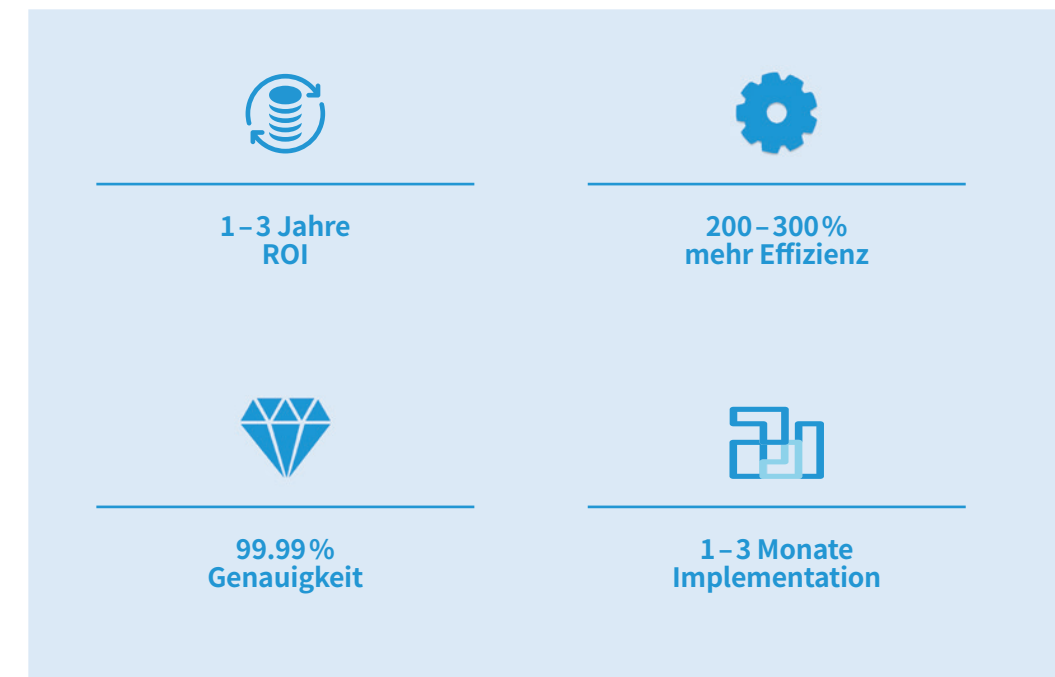 1 – 3 Jahre
ROI
200 – 300 %
mehr Effizienz
99.99 %
Genauigkeit
1 – 3 Monate
Implementation